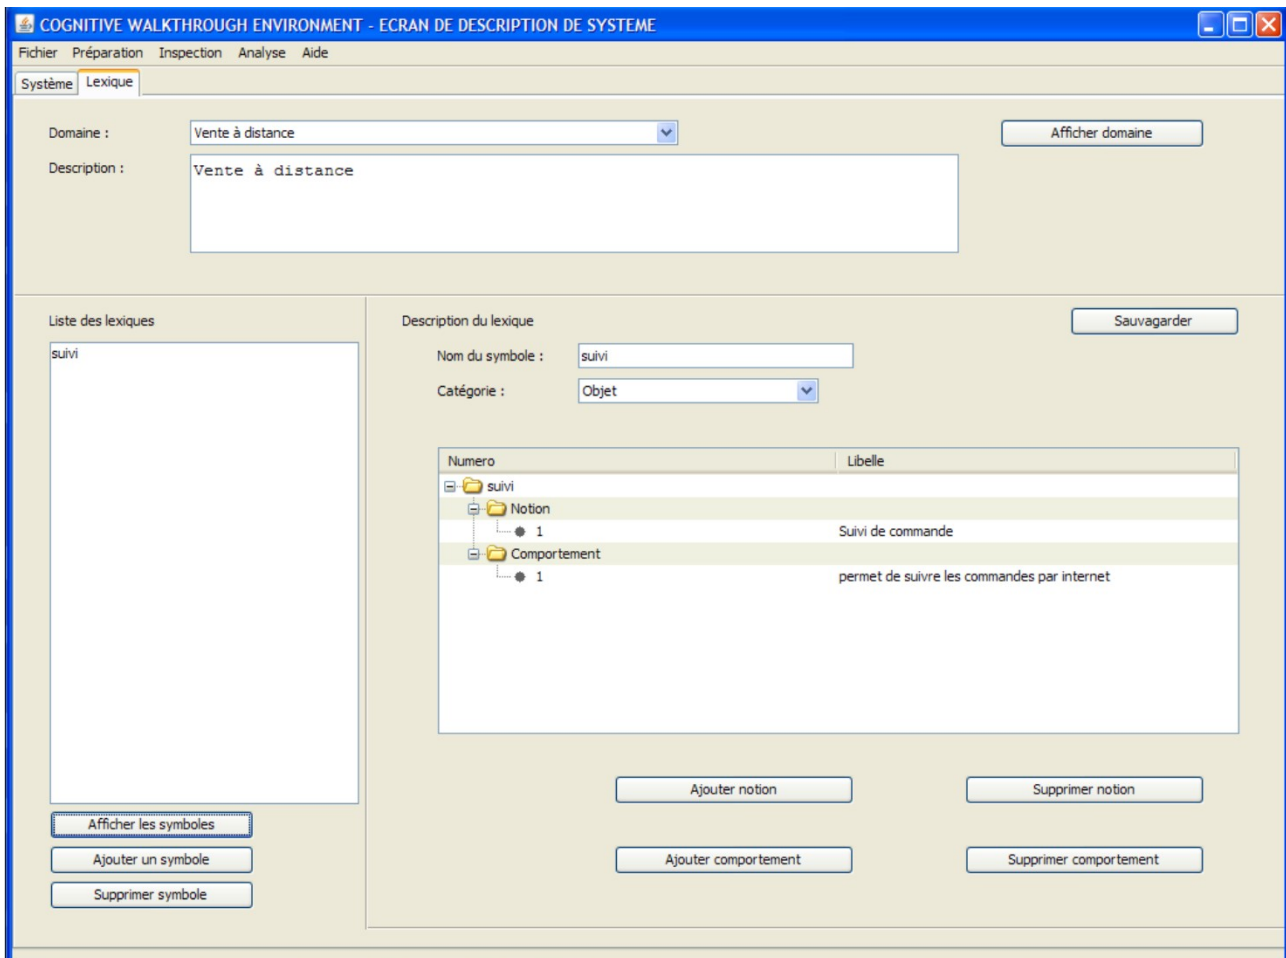 COGNITIVE WALKTHROUGH ENVIRONMENT - ECRAN DE DESCRIPTION DE SYSTEME
Fichier Préparation Inspection Analyse Aide
Système Lexique
Domaine : Vente à distance Afficher domaine
Description : Vente à distance
Liste des lexiques Description du lexique Sauvagarder
suivi Nom du symbole : suivi
Catégorie : Objet
Numero Libelle
suivi
Notion
1 Suivi de commande
Comportement
1 permet de suivre les commandes par internet
Ajouter notion Supprimer notion
Afficher les symboles
Ajouter un symbole Ajouter comportement Supprimer comportement
Supprimer symbole